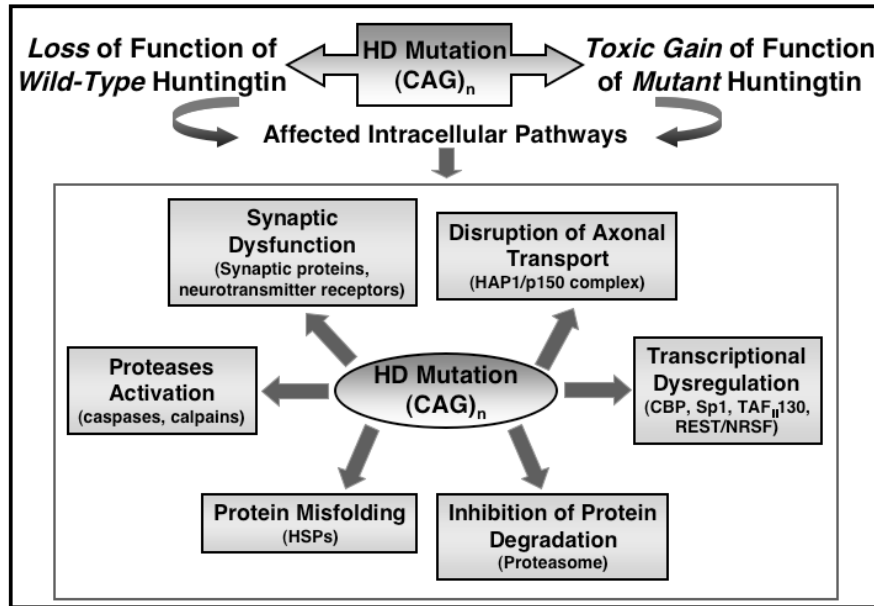 Loss of Function of
Wild-Type Huntingtin
HD Mutation
(CAG)n
Toxic Gain of Function
of Mutant Huntingtin
Affected Intracellular Pathways
Synaptic
Dysfunction
(Synaptic proteins,
neurotransmitter receptors)
Disruption of Axonal
Transport
(HAP1/p150 complex)
Proteases
Activation
(caspases, calpains)
HD Mutation
(CAG)n
Transcriptional
Dysregulation
(CBP, Sp1, TAFII130,
REST/NRSF)
Protein Misfolding
(HSPs)
Inhibition of Protein
Degradation
(Proteasome)